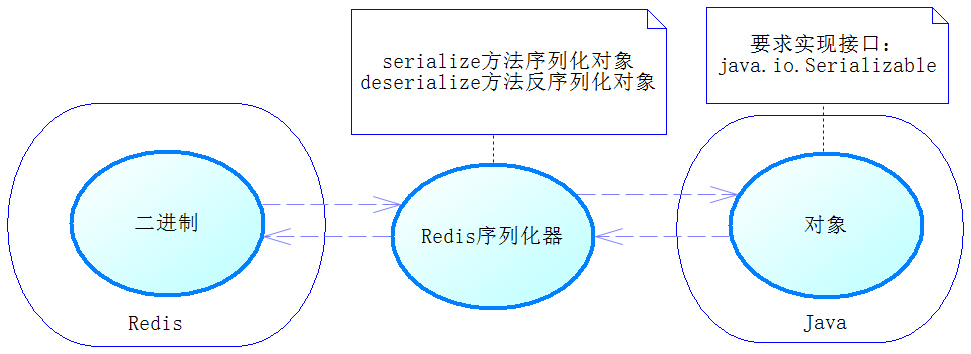 serialize方法序列化对象
deserialize方法反序列化对象
要求实现接口：
java.io.Serializable
二进制
Redis序列化器
对象
Redis
Java